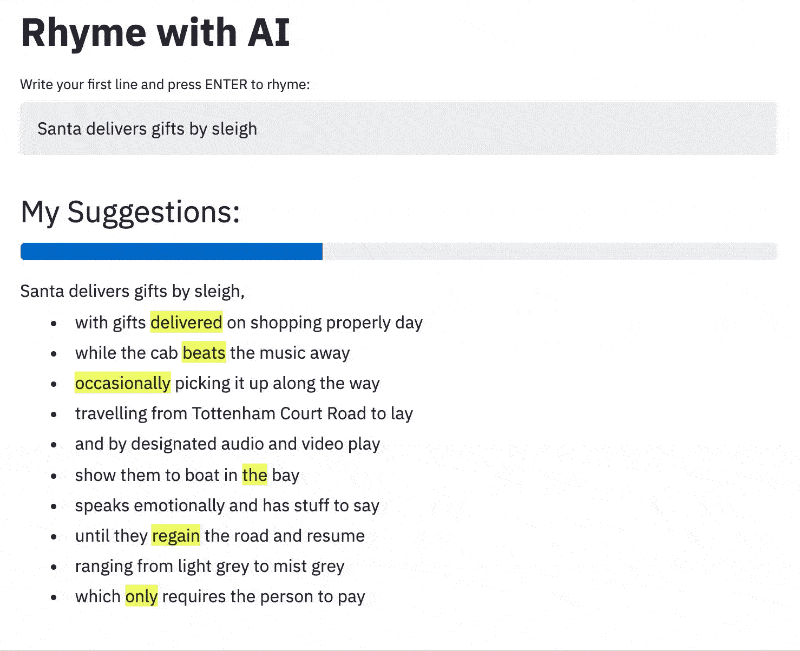 Rhyme with AI
Write your first line and press ENTER to rhyme:
Santa delivers gifts by sleigh
My Suggestions:
Santa delivers gifts by sleigh,
• with gifts delivered on shopping properly day
• while the cab beats the music away
• occasionally picking it up along the way
• travelling from Tottenham Court Road to lay
• and by designated audio and video play
• show them to boat in the bay
• speaks emotionally and has stuff to say
• until they regain the road and resume
• ranging from light grey to mist grey
• which only requires the person to pay